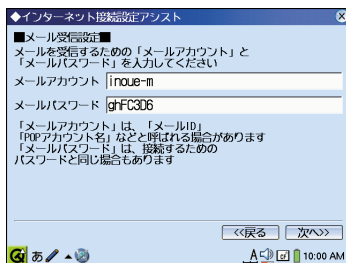 ◆インターネット接続設定アシスト
■メール受信設定■
メールを受信するための「メールアカウント」と
「メールパスワード」を入力してください
メールアカウント inoue-m
メールパスワード ghFC3D6
「メールアカウント」は、「メールID」
「POPアカウント名」などと呼ばれる場合があります
「メールパスワード」は、接続するための
パスワードと同じ場合もあります
<<戻る 次へ>>
あ A 10:00 AM